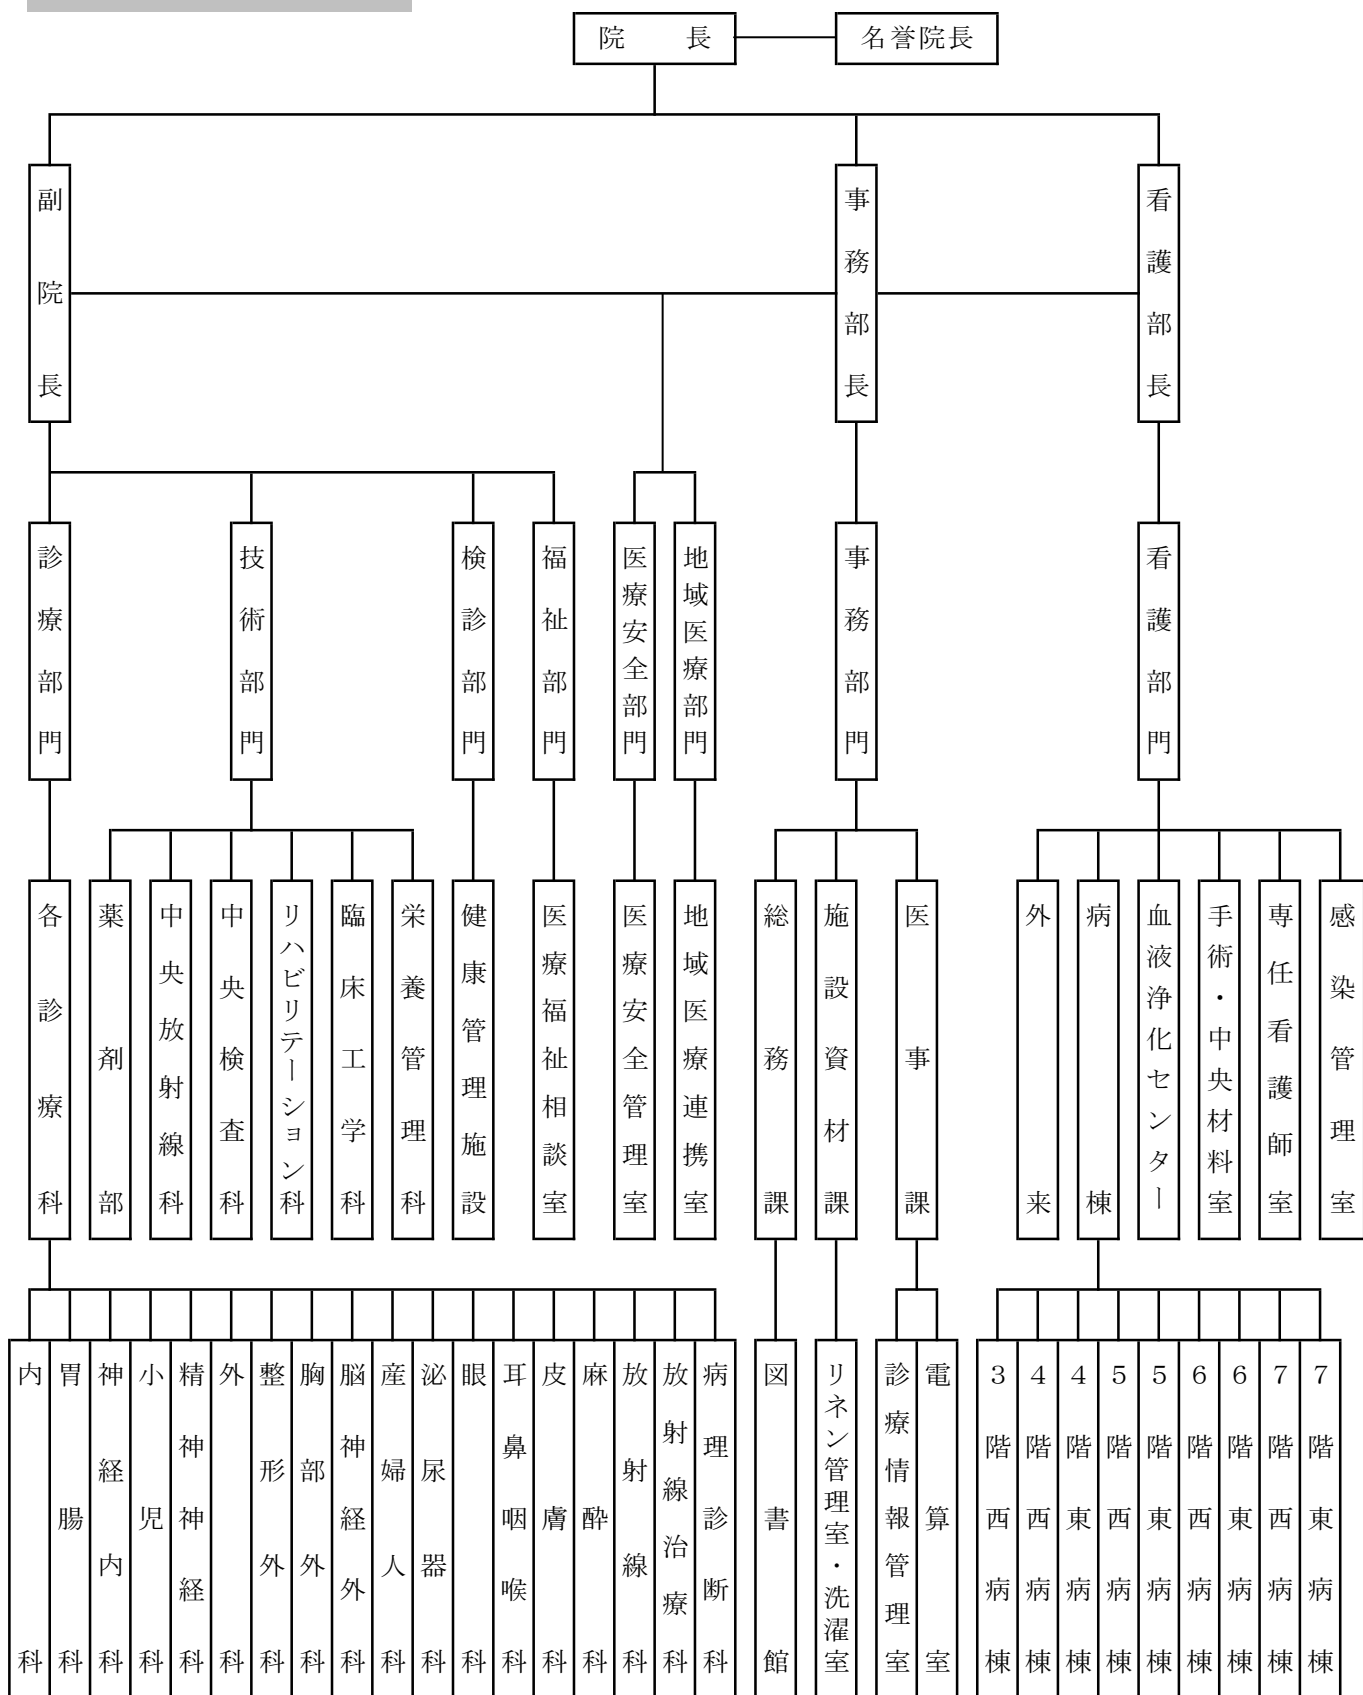 院長
名誉院長
副院長
事務部長
看護部長
診療部門
技術部門
検診部門
福祉部門
医療安全部門
地域医療部門
事務部門
看護部門
各診療科
薬剤部
中央放射線科
中央検査科
リハビリテーション科
臨床工学科
栄養管理科
健康管理施設
医療福祉相談室
医療安全管理室
地域医療連携室
総務課
施設資材課
医事課
外来
病棟
血液浄化センター
手術・中央材料室
専任看護師室
感染管理室
内科
胃腸科
神経内科
小児科
精神神経科
外科
整形外科
胸部外科
脳神経外科
産婦人科
泌尿器科
眼科
耳鼻咽喉科
皮膚科
麻酔科
放射線科
放射線治療科
病理診断科
図書館
リネン管理室・洗濯室
診療情報管理室
電算室
3階西病棟
4階西病棟
4階東病棟
5階西病棟
5階東病棟
6階西病棟
6階東病棟
7階西病棟
7階東病棟